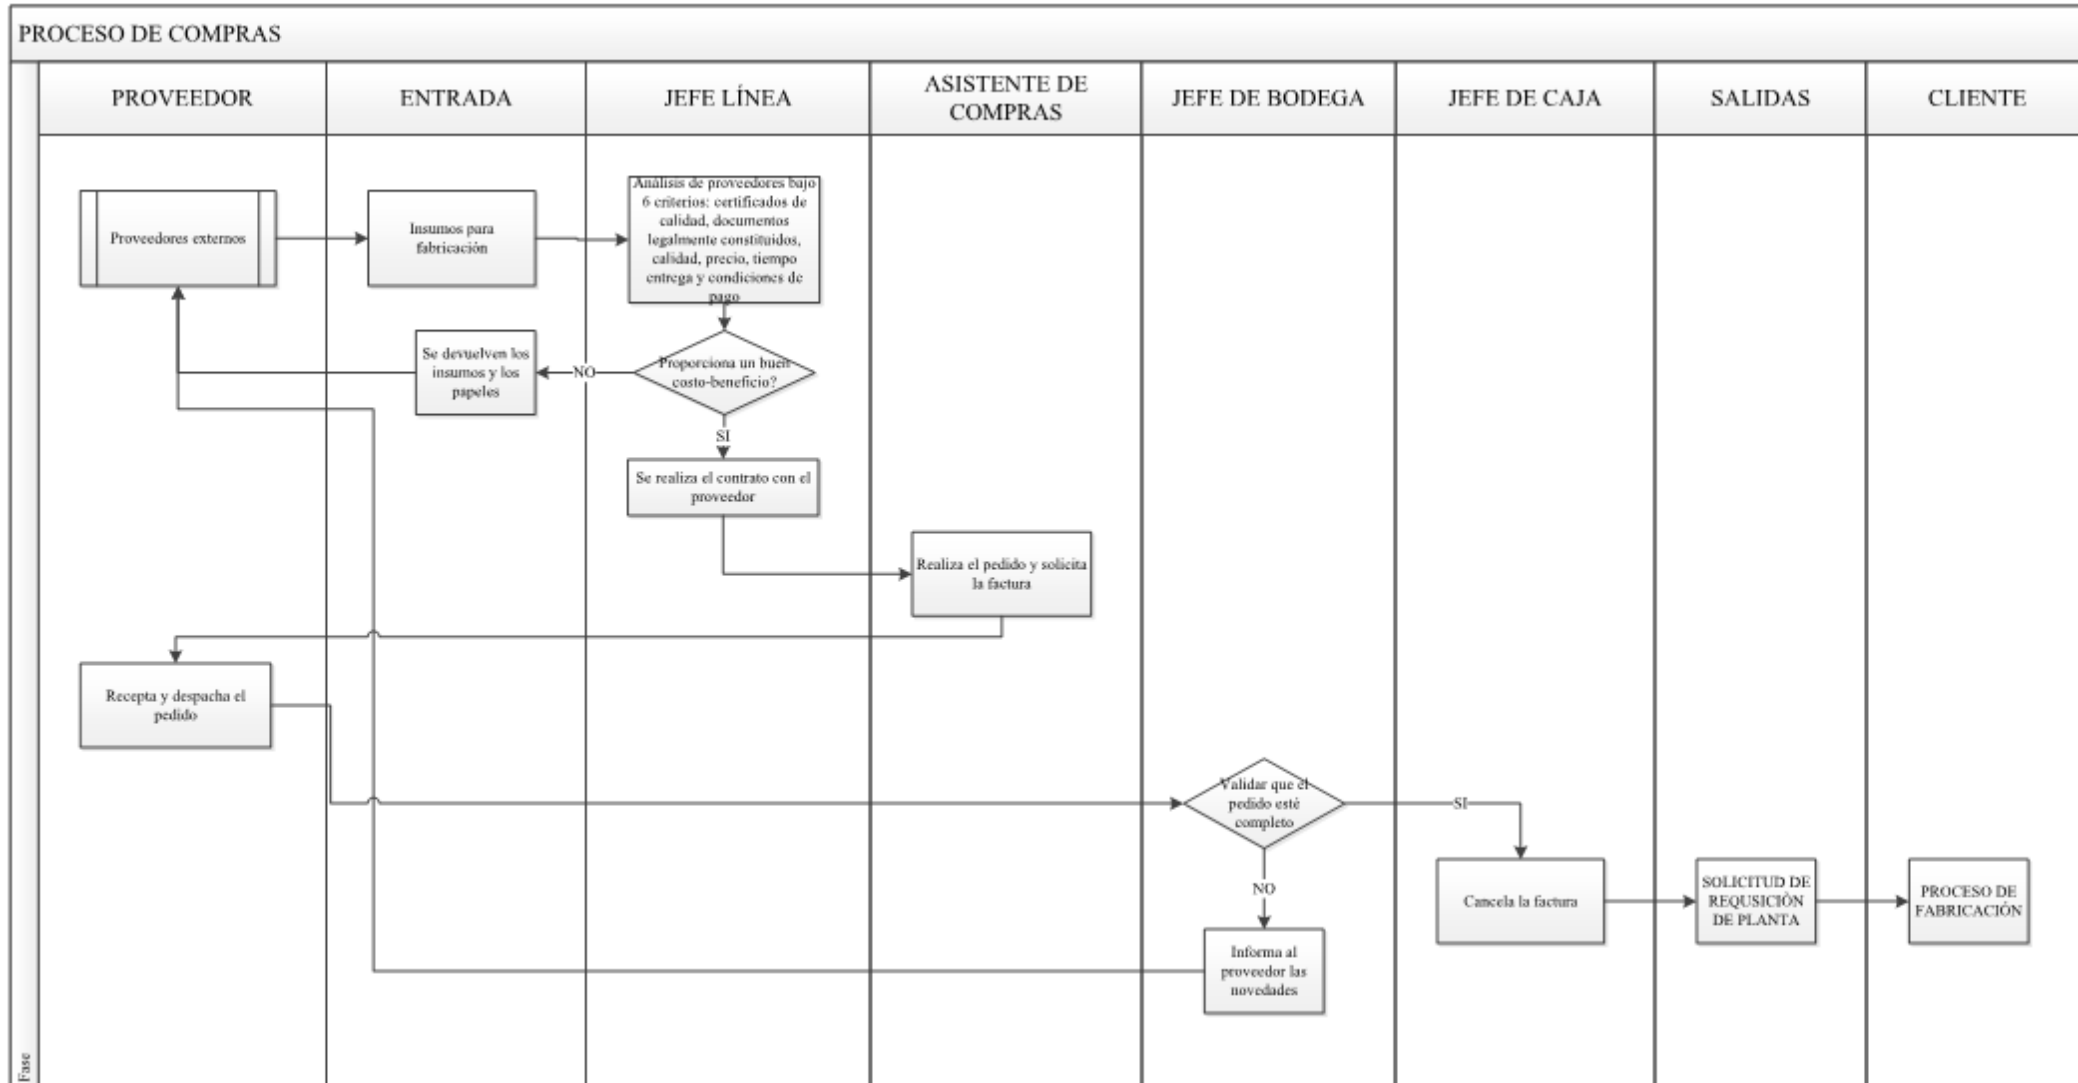 PROCESO DE COMPRAS
PROVEEDOR
ENTRADA
JEFE LÍNEA
ASISTENTE DE
COMPRAS
JEFE DE BODEGA
JEFE DE CAJA
SALIDAS
CLIENTE
Proveedores externos
Insumos para
fabricación
Análisis de proveedores bajo
6 criterios: certificados de
calidad, documentos
legalmente constituidos,
calidad, precio, tiempo
entrega y condiciones de
pago
Se devuelven los
insumos y los
papeles
NO
Proporciona un buen
costo-beneficio?
SI
Se realiza el contrato con el
proveedor
Realiza el pedido y solicita
la factura
Recepta y despacha el
pedido
Validar que el
pedido esté
completo
SI
NO
Cancela la factura
SOLICITUD DE
REQUSICIÓN
DE PLANTA
PROCESO DE
FABRICACIÓN
Informa al
proveedor las
novedades
Fase